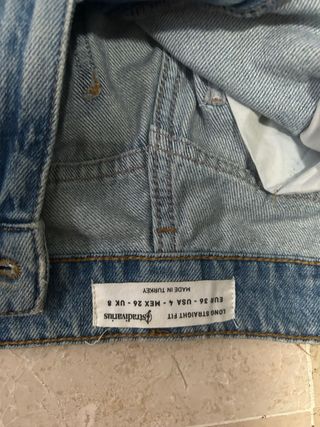 stradivarius
LONG STRAIGHT FIT
EUR 36 - USA 4 - MEX 26 - UK 8
MADE IN TURKEY